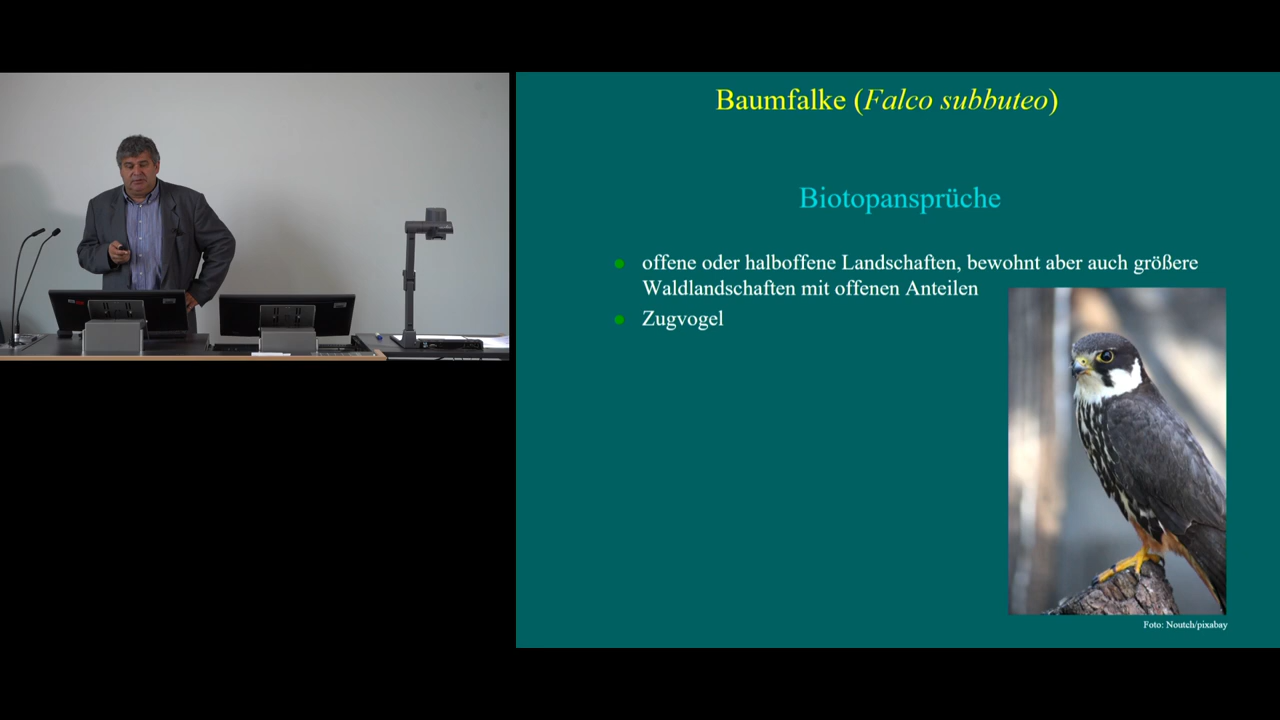 Baumfalke (Falco subbuteo)
Biotopansprüche
offene oder halboffene Landschaften, bewohnt aber auch größere
Waldlandschaften mit offenen Anteilen
Zugvogel
Foto: Noutch/pixabay